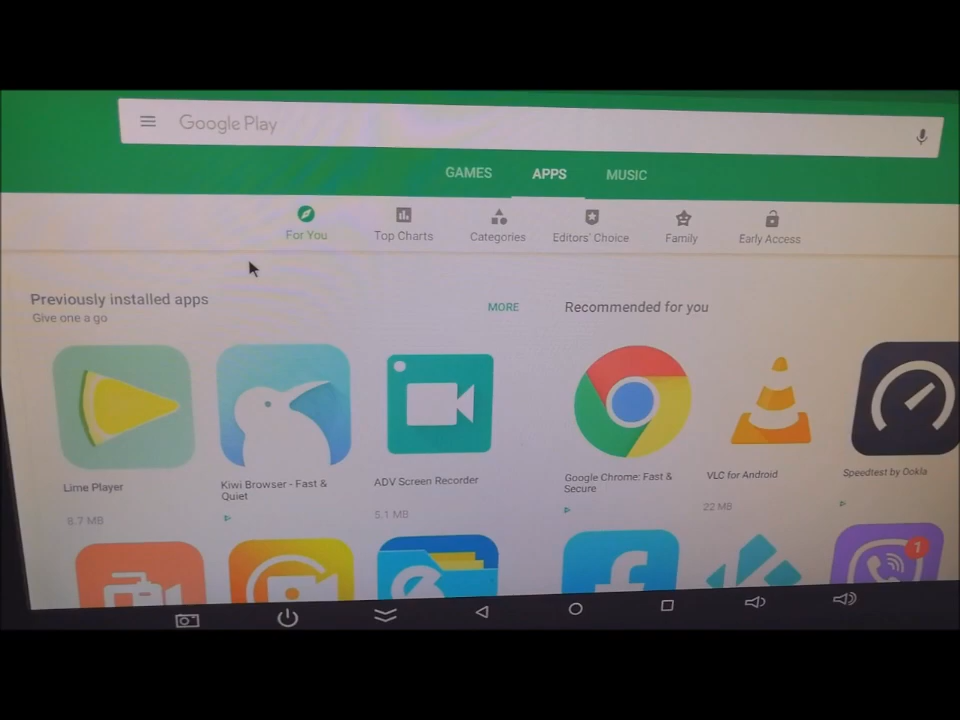 Google Play
GAMES
APPS
MUSIC
For You
Top Charts
Categories
Editors' Choice
Family
Early Access
Previously installed apps
Give one a go
MORE
Recommended for you
Lime Player
8.7 MB
Kiwi Browser - Fast &
Quiet
ADV Screen Recorder
5.1 MB
Google Chrome: Fast &
Secure
VLC for Android
22 MB
Speedtest by Ookla
1